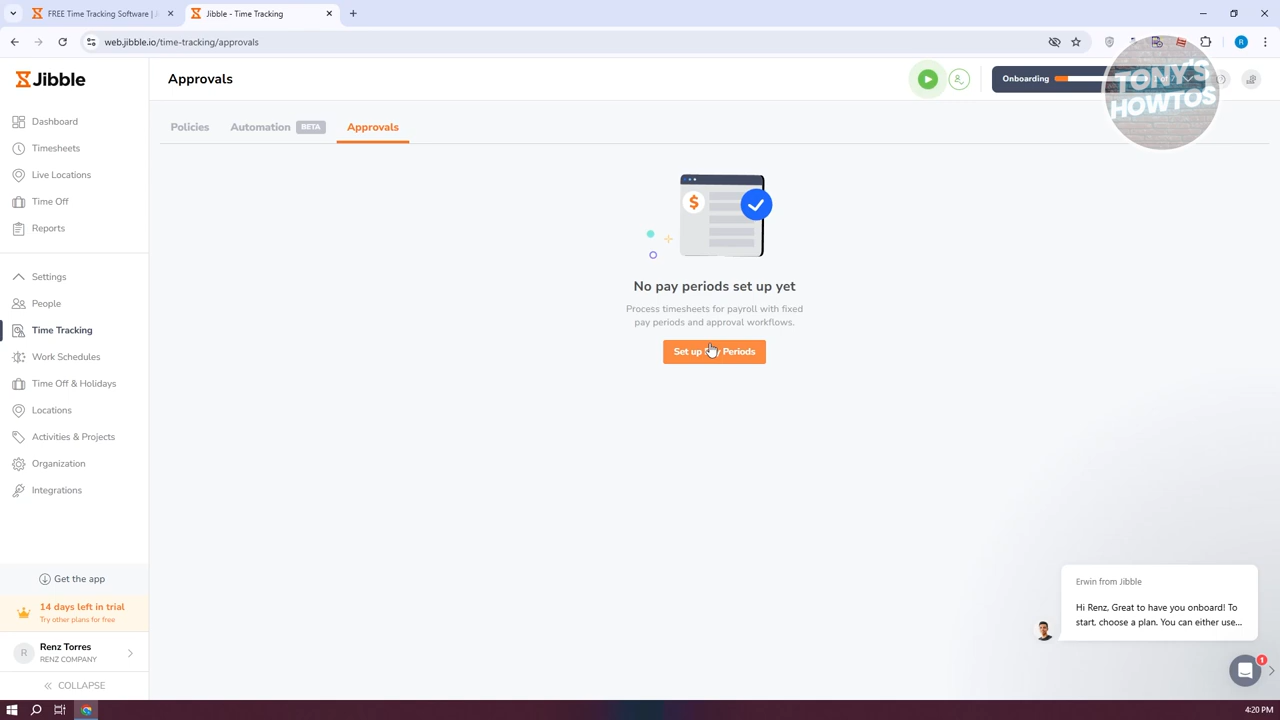 FREE Time Tracking Software | J
Jibble - Time Tracking
web.jibble.io/time-tracking/approvals
R
Jibble
Approvals
Onboarding
1 of 7
TONY'S
HOWTOS
Dashboard
Timesheets
Live Locations
Time Off
Reports
Settings
People
Time Tracking
Work Schedules
Time Off & Holidays
Locations
Activities & Projects
Organization
Integrations
Get the app
14 days left in trial
Try other plans for free
R
Renz Torres
RENZ COMPANY
COLLAPSE
Policies
Automation BETA
Approvals
$
No pay periods set up yet
Process timesheets for payroll with fixed
pay periods and approval workflows.
Set up Periods
Erwin from Jibble
Hi Renz, Great to have you onboard! To
start, choose a plan. You can either use...
1
4:20 PM